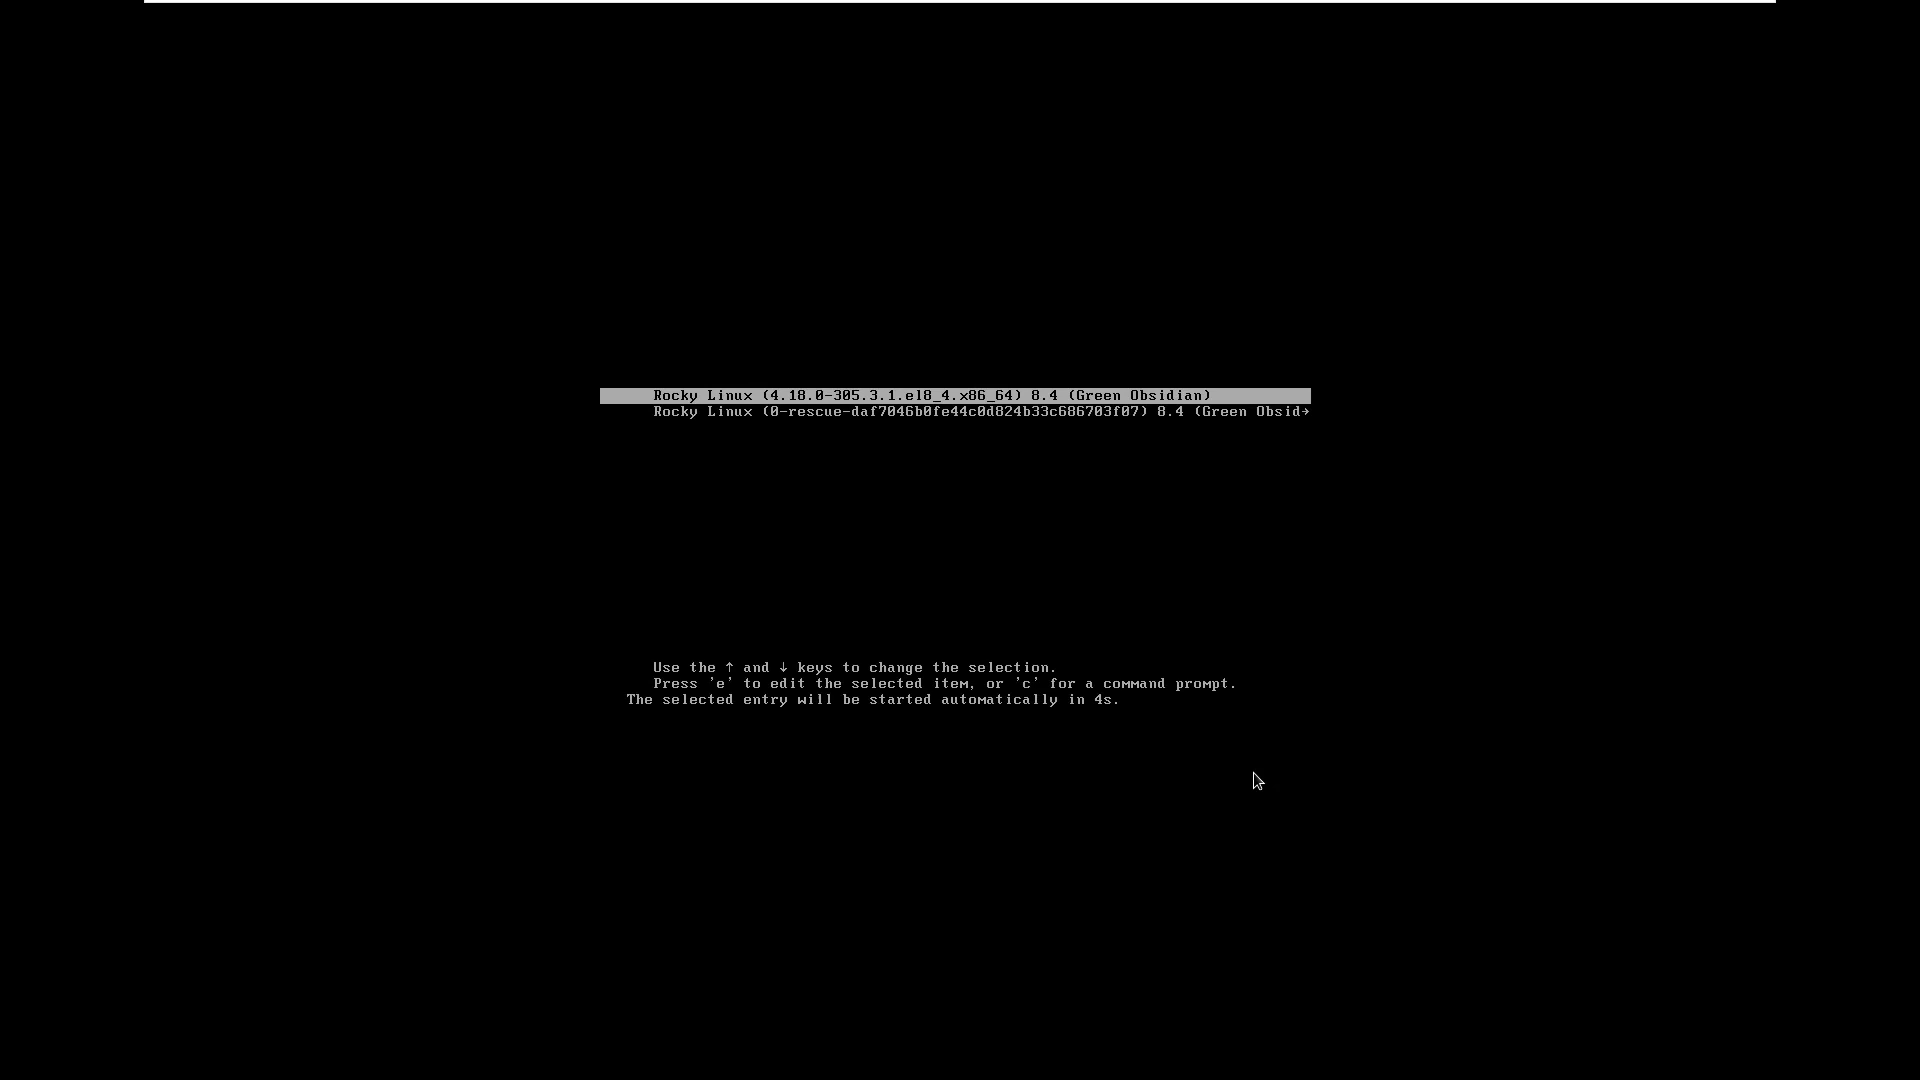 Rocky Linux (4.18.0-305.3.1.el8_4.x86_64) 8.4 (Green Obsidian)
Rocky Linux (0-rescue-daf7046b0fe44c0d824b33c686703f07) 8.4 (Green Obsid→
Use the ↑ and ↓ keys to change the selection.
Press 'e' to edit the selected item, or 'c' for a command prompt.
The selected entry will be started automatically in 4s.